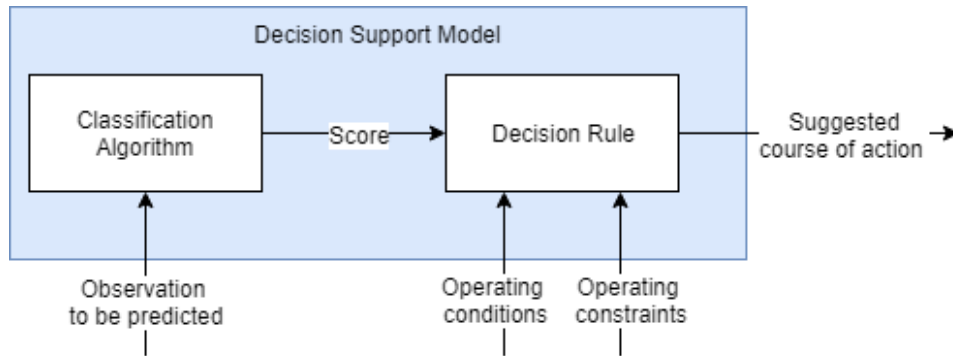 Decision Support Model
Classification
Algorithm
Score
Decision Rule
Suggested
course of action
Observation
to be predicted
Operating
conditions
Operating
constraints